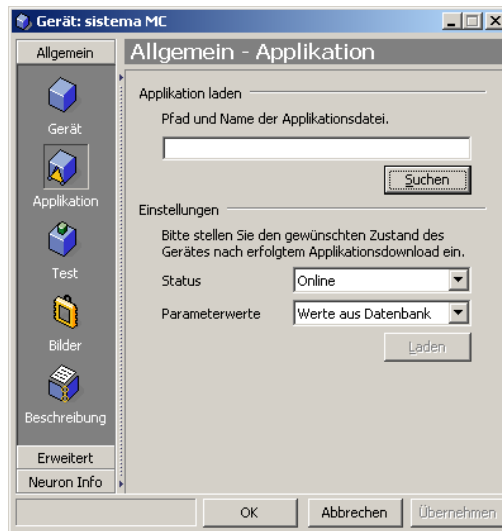 Gerät: sistema MC
Allgemein
Gerät
Applikation
Test
Bilder
Beschreibung
Erweitert
Neuron Info
Allgemein - Applikation
Applikation laden
Pfad und Name der Applikationsdatei.
Suchen
Einstellungen
Bitte stellen Sie den gewünschten Zustand des
Gerätes nach erfolgtem Applikationsdownload ein.
Status Online
Parameterwerte Werte aus Datenbank
Laden
OK Abbrechen Übernehmen